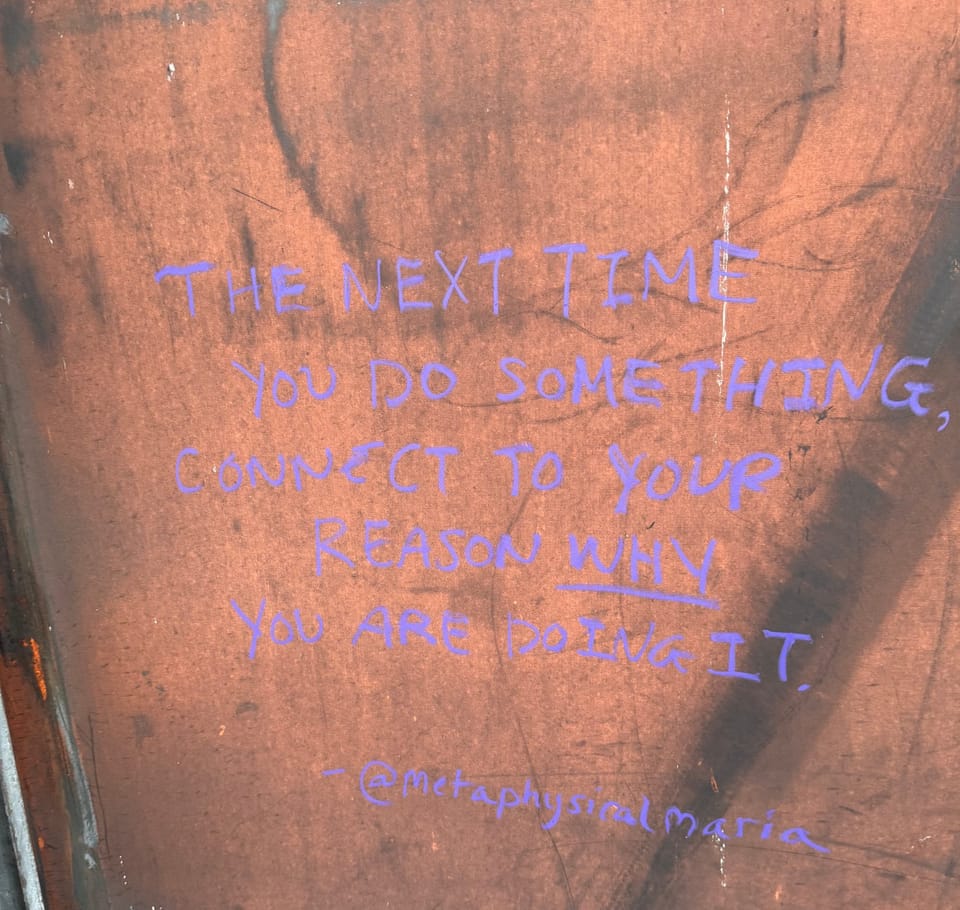 THE NEXT TIME
YOU DO SOMETHING,
CONNECT TO YOUR
REASON WHY
YOU ARE DOING IT.
- @metaphysicalmaria